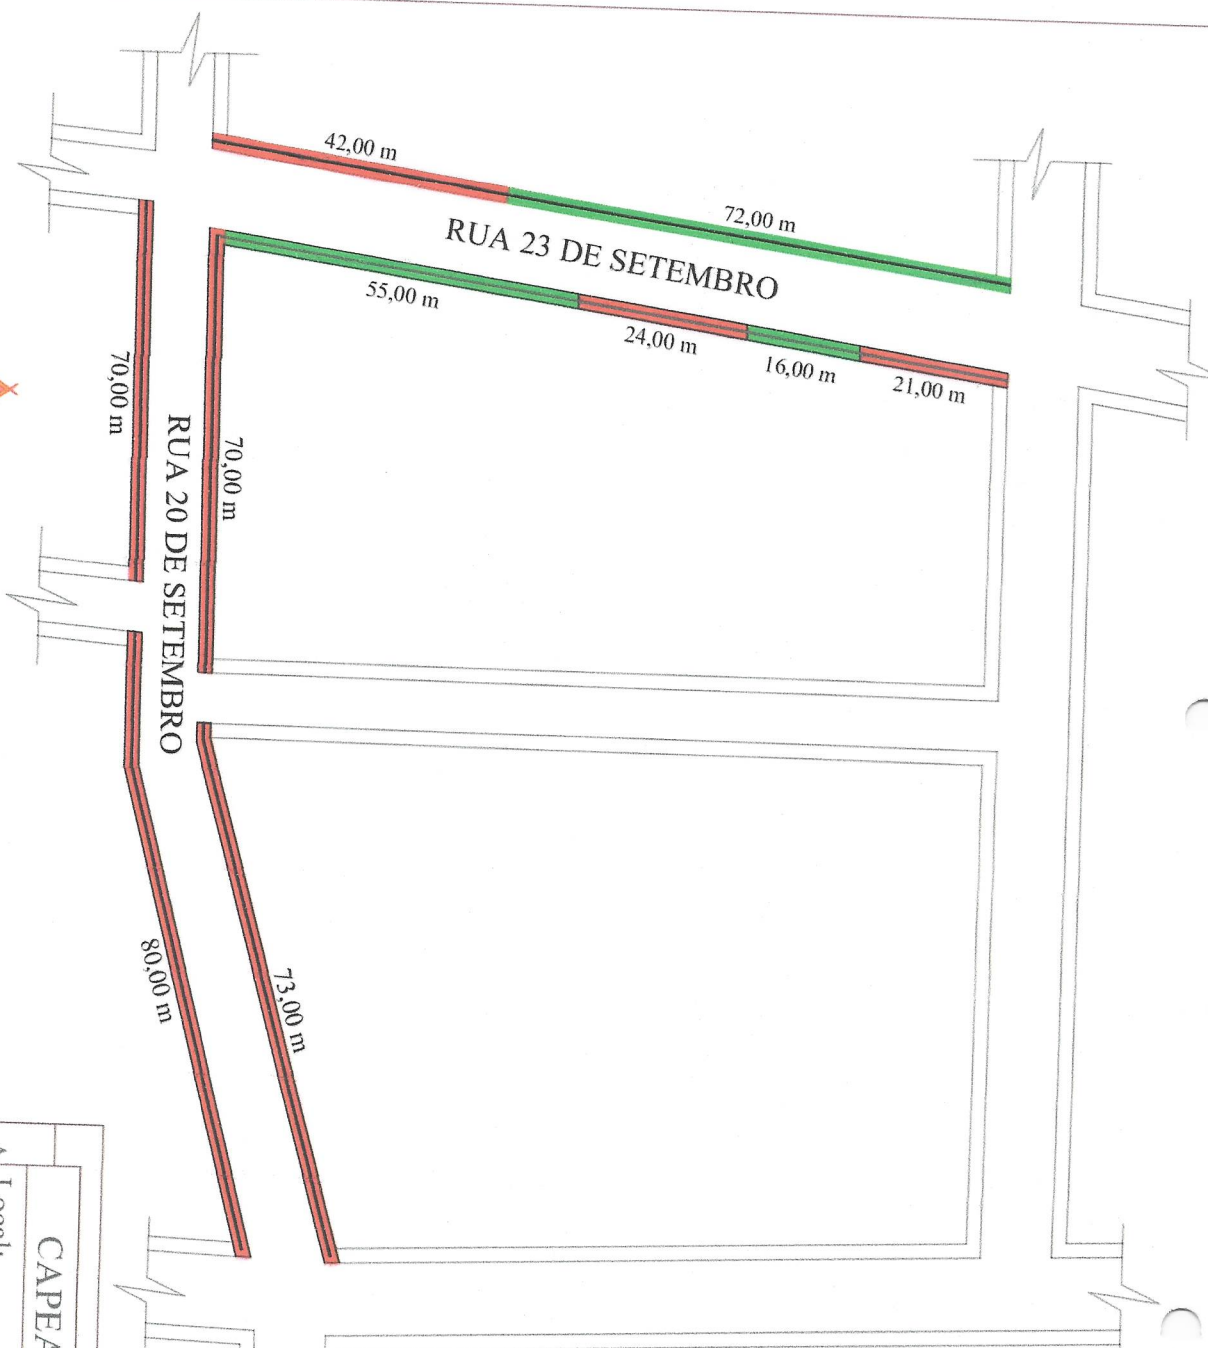 42,00 m
72,00 m
RUA 23 DE SETEMBRO
55,00 m
24,00 m
16,00 m
21,00 m
70,00 m
70,00 m
RUA 20 DE SETEMBRO
80,00 m
73,00 m
CAPEA